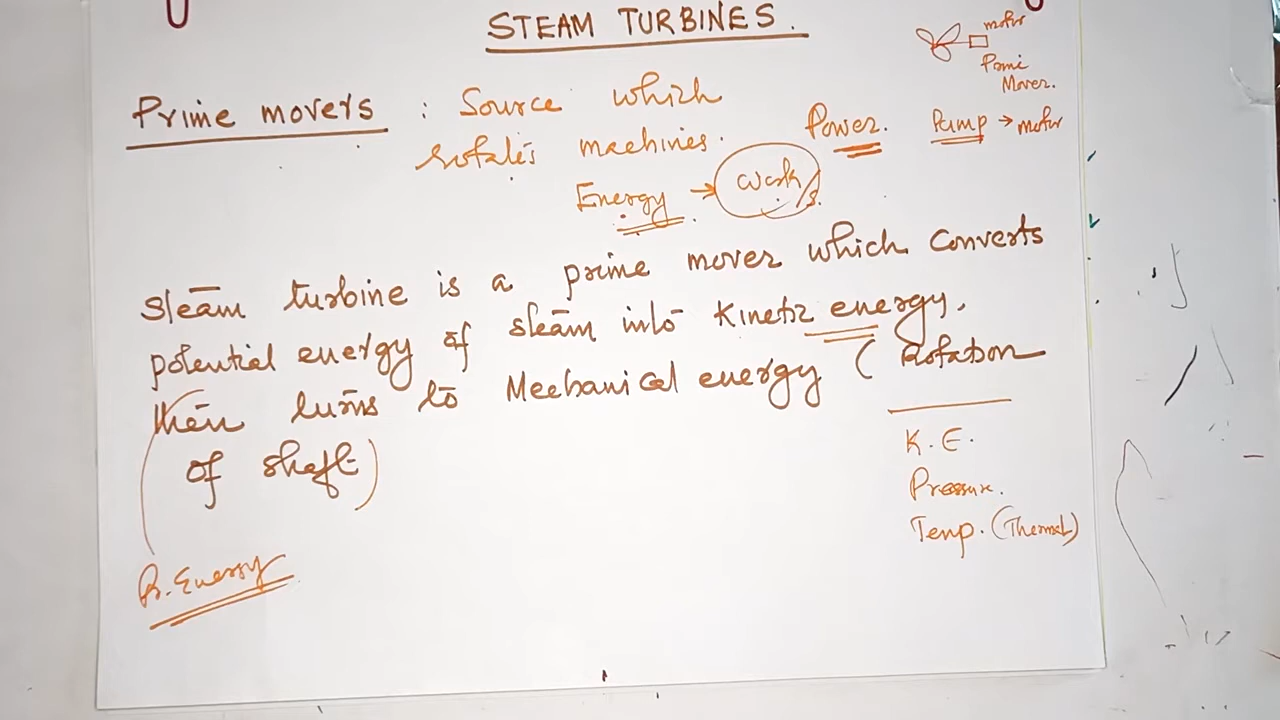 STEAM TURBINES.
motor
Prime
Mover.
Prime movers : Source which
rotates machines.
Power. Pump → motor
Energy → Work/s.
Steam turbine is a prime mover which converts
potential energy of steam into Kinetic energy.
then turns to Mechanical energy (Rotation
of shaft)
K.E.
Pressure.
Temp. (Thermal)
Pr. Energy